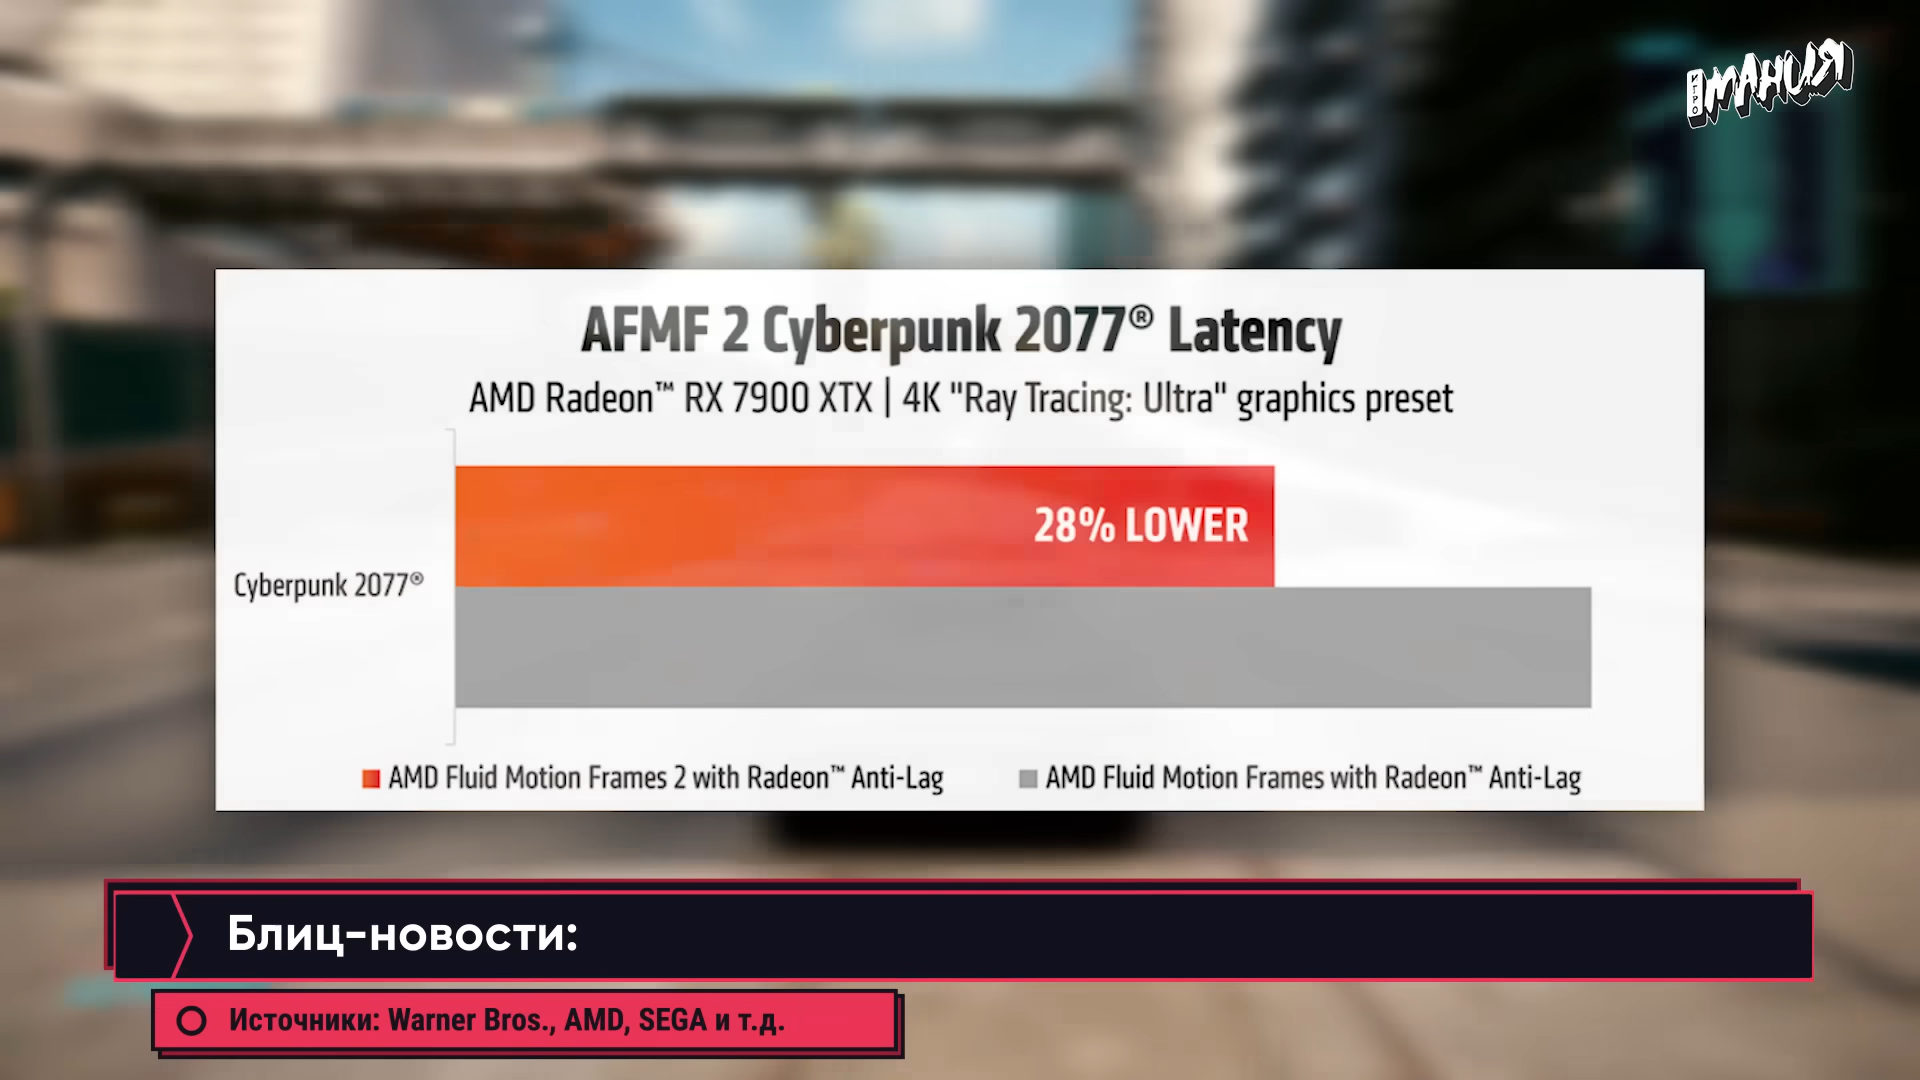 ИГРО
МАНИЯ
AFMF 2 Cyberpunk 2077® Latency
AMD Radeon™ RX 7900 XTX | 4K "Ray Tracing: Ultra" graphics preset
28% LOWER
Cyberpunk 2077®
AMD Fluid Motion Frames 2 with Radeon™ Anti-Lag
AMD Fluid Motion Frames with Radeon™ Anti-Lag
Блиц-новости:
Источники: Warner Bros., AMD, SEGA и т.д.